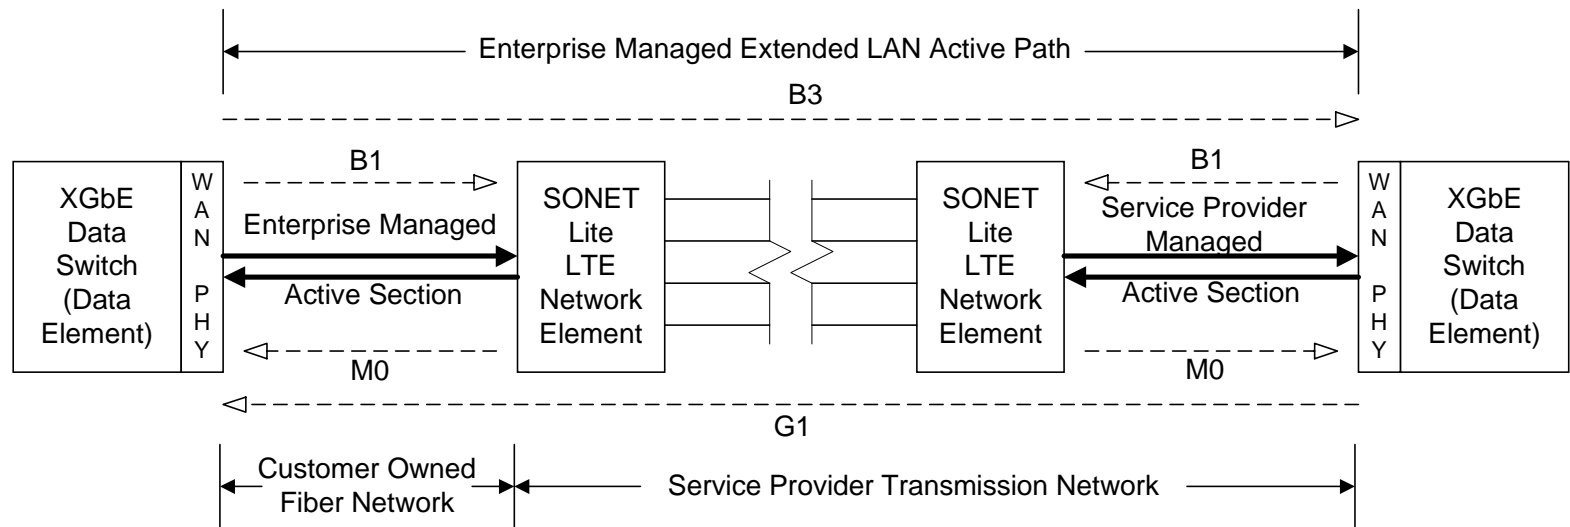 Enterprise Managed Extended LAN Active Path
B3
XGbE
Data
Switch
(Data
Element)
W
A
N
P
H
Y
B1
Enterprise Managed
Active Section
M0
SONET
Lite
LTE
Network
Element
SONET
Lite
LTE
Network
Element
B1
Service Provider
Managed
Active Section
M0
W
A
N
P
H
Y
XGbE
Data
Switch
(Data
Element)
G1
Customer Owned
Fiber Network
Service Provider Transmission Network